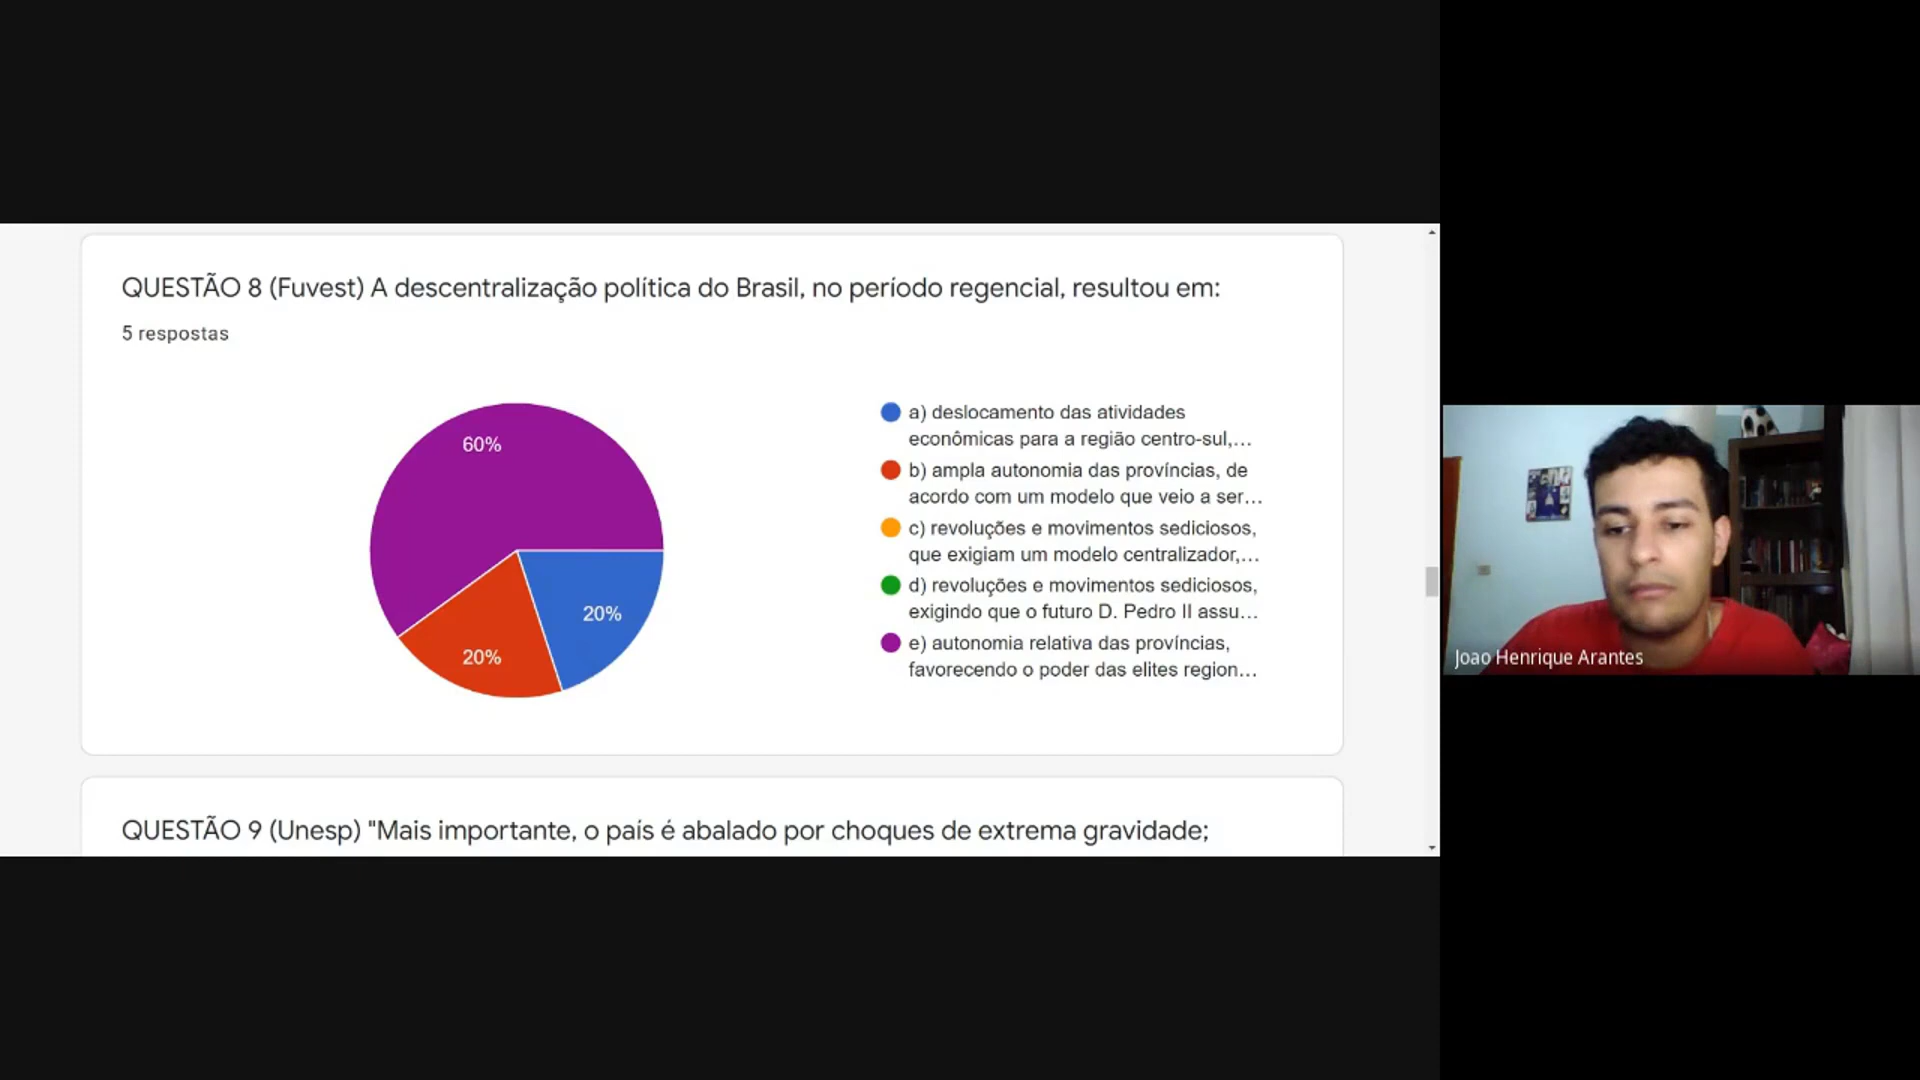 QUESTÃO 8 (Fuvest) A descentralização política do Brasil, no período regencial, resultou em:
5 respostas
60%
20%
20%
a) deslocamento das atividades
econômicas para a região centro-sul,...
b) ampla autonomia das províncias, de
acordo com um modelo que veio a ser...
c) revoluções e movimentos sediciosos,
que exigiam um modelo centralizador,...
d) revoluções e movimentos sediciosos,
exigindo que o futuro D. Pedro II assu...
e) autonomia relativa das províncias,
favorecendo o poder das elites region...
QUESTÃO 9 (Unesp) "Mais importante, o país é abalado por choques de extrema gravidade;
Joao Henrique Arantes